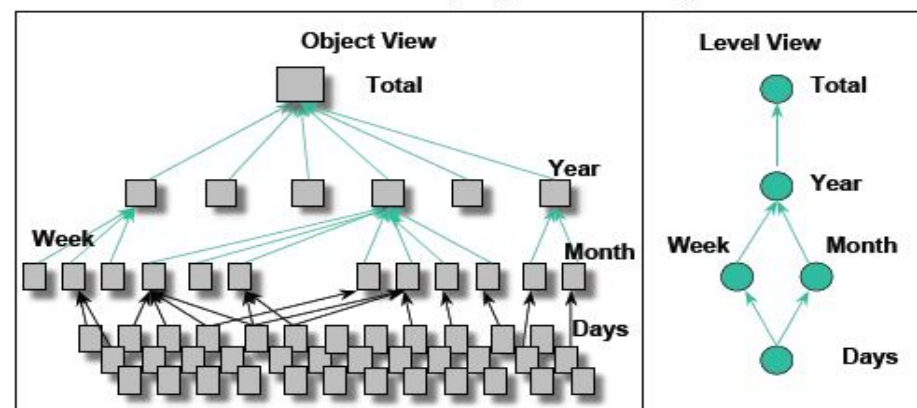 Object View
Total
Year
Week
Month
Days
Level View
Total
Year
Week
Month
Days